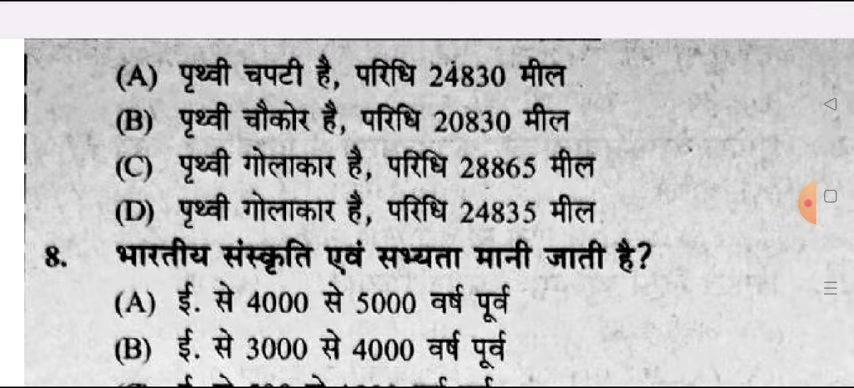 (A) पृथ्वी चपटी है, परिधि 24830 मील
(B) पृथ्वी चौकोर है, परिधि 20830 मील
(C) पृथ्वी गोलाकार है, परिधि 28865 मील
(D) पृथ्वी गोलाकार है, परिधि 24835 मील
8. भारतीय संस्कृति एवं सभ्यता मानी जाती है?
(A) ई. से 4000 से 5000 वर्ष पूर्व
(B) ई. से 3000 से 4000 वर्ष पूर्व